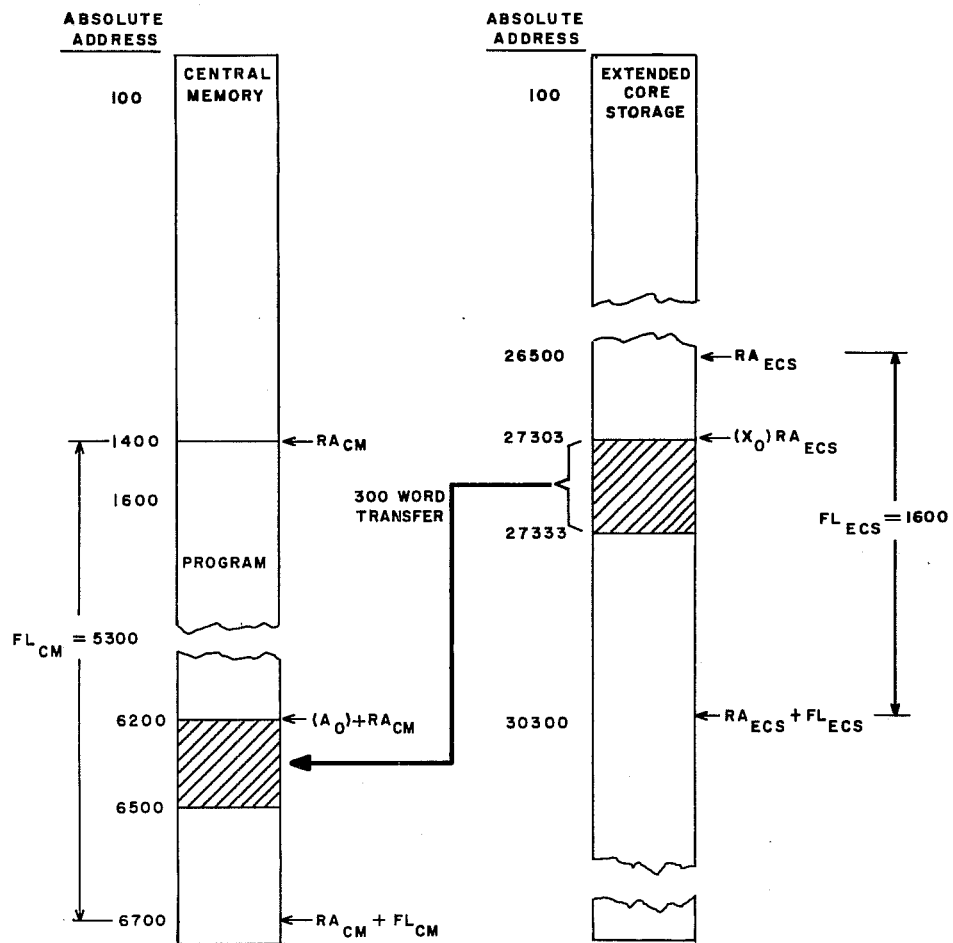 ABSOLUTE
ADDRESS
100
CENTRAL
MEMORY
1400
RA CM
1600
PROGRAM
FL CM = 5300
6200
(A0)+RA CM
6500
6700
RA CM + FL CM
300 WORD
TRANSFER
ABSOLUTE
ADDRESS
100
EXTENDED
CORE
STORAGE
26500
RA ECS
27303
(X0) RA ECS
27333
FL ECS = 1600
30300
RA ECS + FL ECS